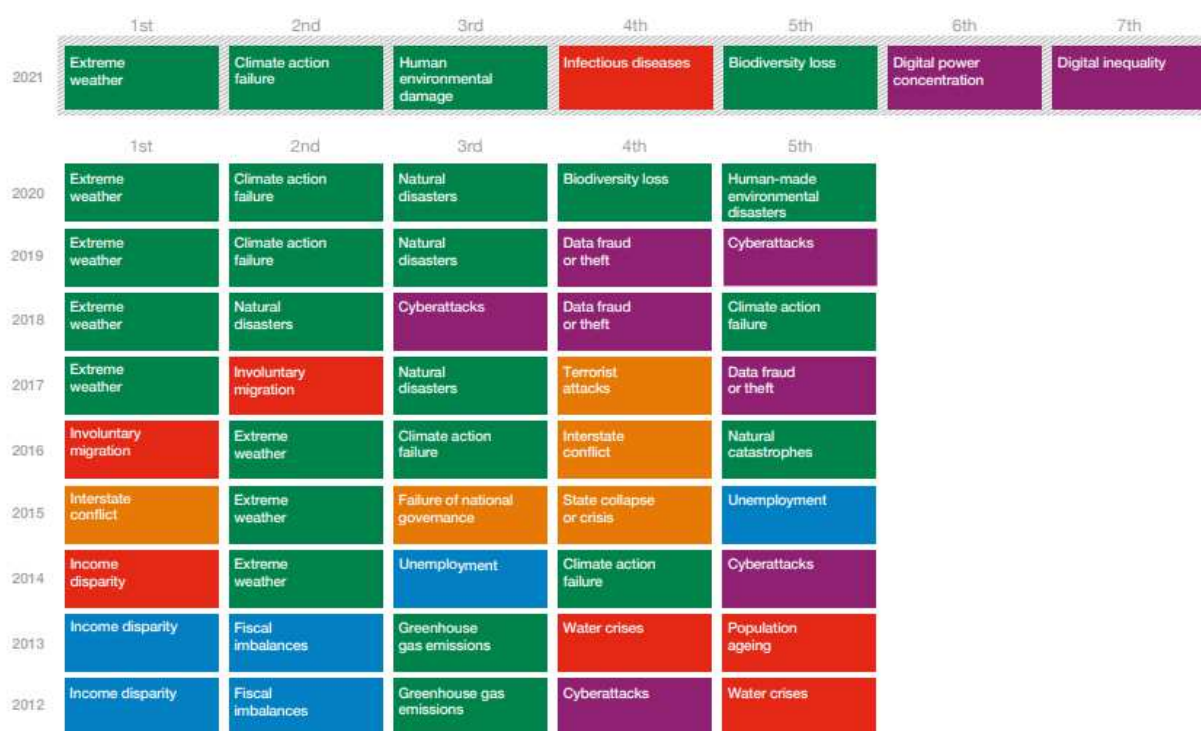 1st 2nd 3rd 4th 5th 6th 7th
2021
Extreme
weather
Climate action
failure
Human
environmental
damage
Infectious diseases
Biodiversity loss
Digital power
concentration
Digital inequality
1st 2nd 3rd 4th 5th
2020
Extreme
weather
Climate action
failure
Natural
disasters
Biodiversity loss
Human-made
environmental
disasters
2019
Extreme
weather
Climate action
failure
Natural
disasters
Data fraud
or theft
Cyberattacks
2018
Extreme
weather
Natural
disasters
Cyberattacks
Data fraud
or theft
Climate action
failure
2017
Extreme
weather
Involuntary
migration
Natural
disasters
Terrorist
attacks
Data fraud
or theft
2016
Involuntary
migration
Extreme
weather
Climate action
failure
Interstate
conflict
Natural
catastrophes
2015
Interstate
conflict
Extreme
weather
Failure of national
governance
State collapse
or crisis
Unemployment
2014
Income
disparity
Extreme
weather
Unemployment
Climate action
failure
Cyberattacks
2013
Income disparity
Fiscal
imbalances
Greenhouse
gas emissions
Water crises
Population
ageing
2012
Income disparity
Fiscal
imbalances
Greenhouse gas
emissions
Cyberattacks
Water crises